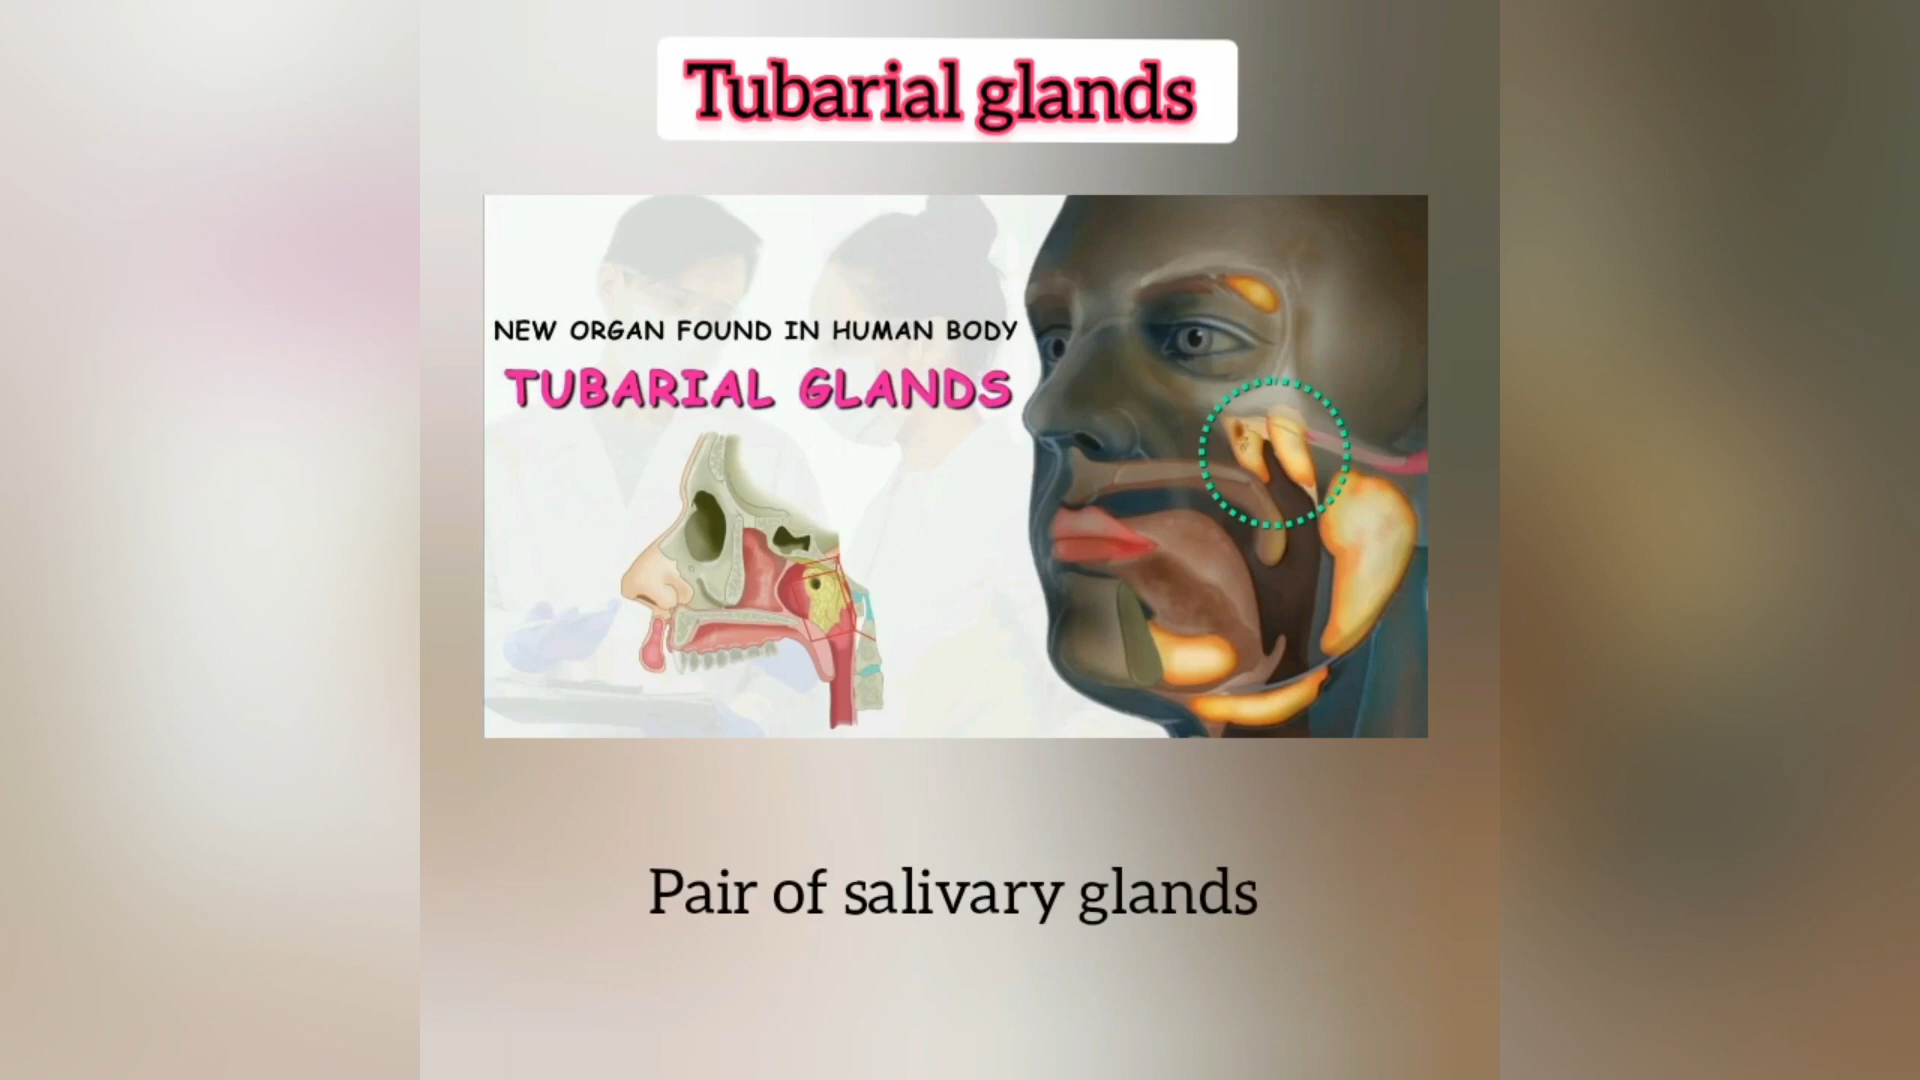 Tubarial glands
NEW ORGAN FOUND IN HUMAN BODY
TUBARIAL GLANDS
Pair of salivary glands